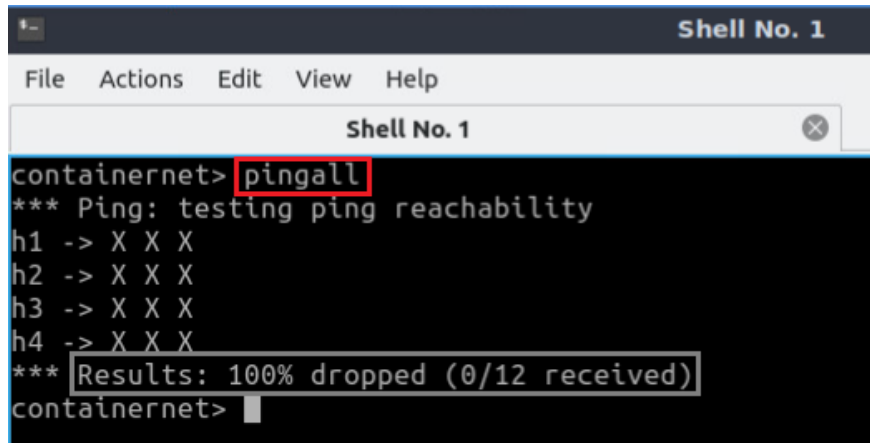 Shell No. 1
File Actions Edit View Help
Shell No. 1
containernet> pingall
*** Ping: testing ping reachability
h1 -> X X X
h2 -> X X X
h3 -> X X X
h4 -> X X X
*** Results: 100% dropped (0/12 received)
containernet>